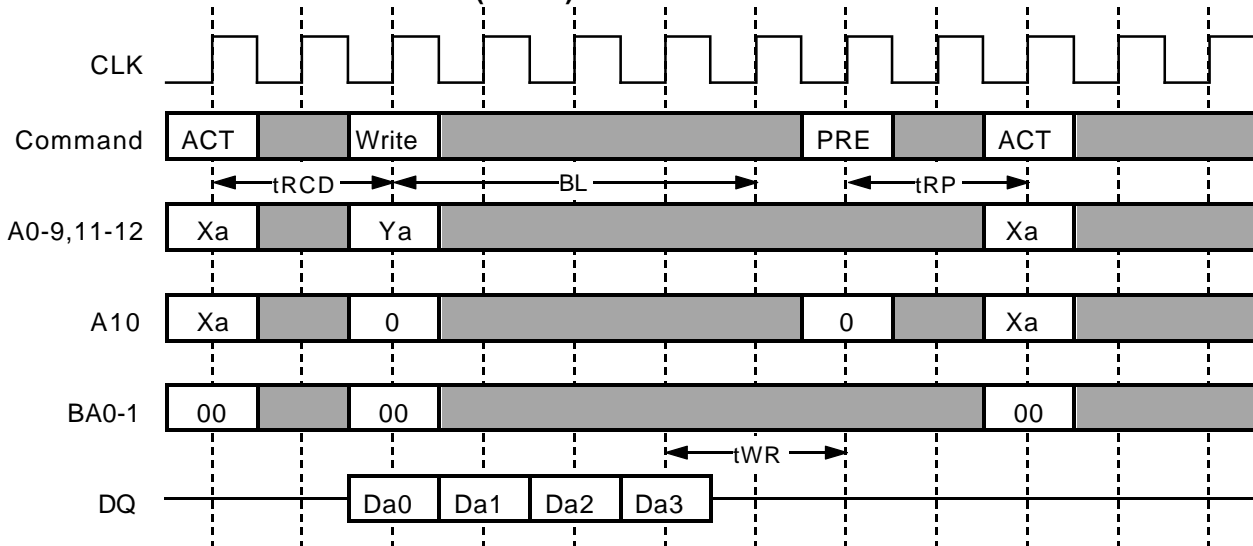 CLK
Command ACT Write PRE ACT
tRCD BL tRP
A0-9,11-12 Xa Ya Xa
A10 Xa 0 0 Xa
BA0-1 00 00 00
tWR
DQ Da0 Da1 Da2 Da3